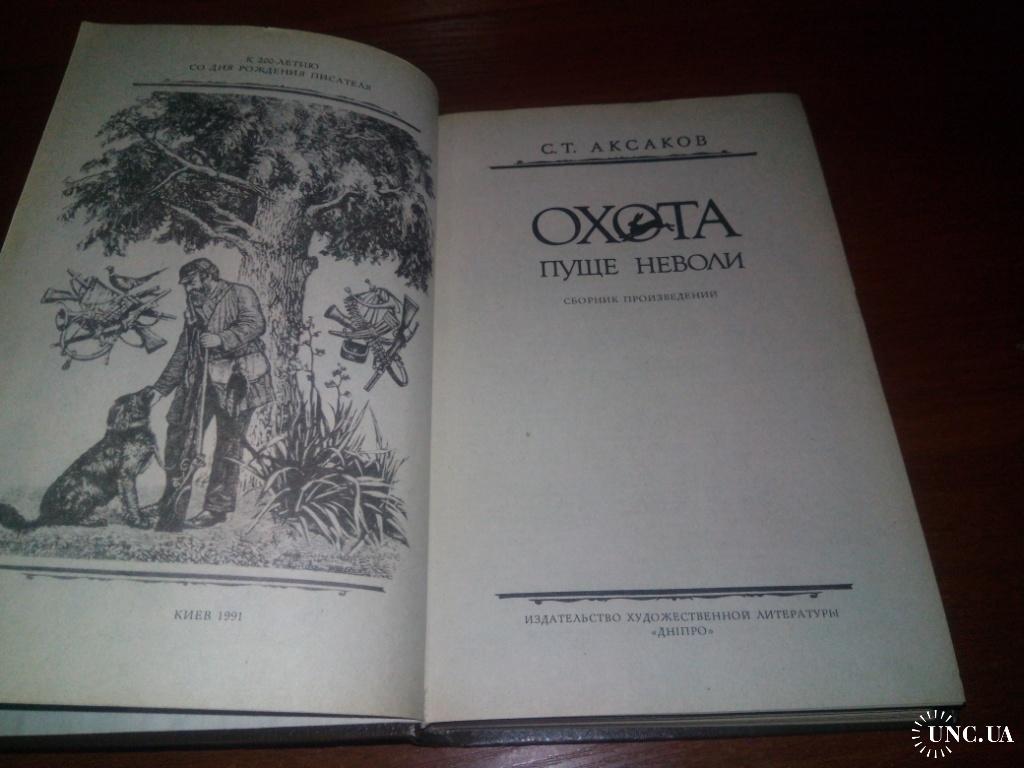 К 200-ЛЕТИЮ
СО ДНЯ РОЖДЕНИЯ ПИСАТЕЛЯ
КИЕВ 1991
С.Т. АКСАКОВ
ОХОТА
ПУЩЕ НЕВОЛИ
СБОРНИК ПРОИЗВЕДЕНИЙ
ИЗДАТЕЛЬСТВО ХУДОЖЕСТВЕННОЙ ЛИТЕРАТУРЫ
«ДНІПРО»
UNC.UA